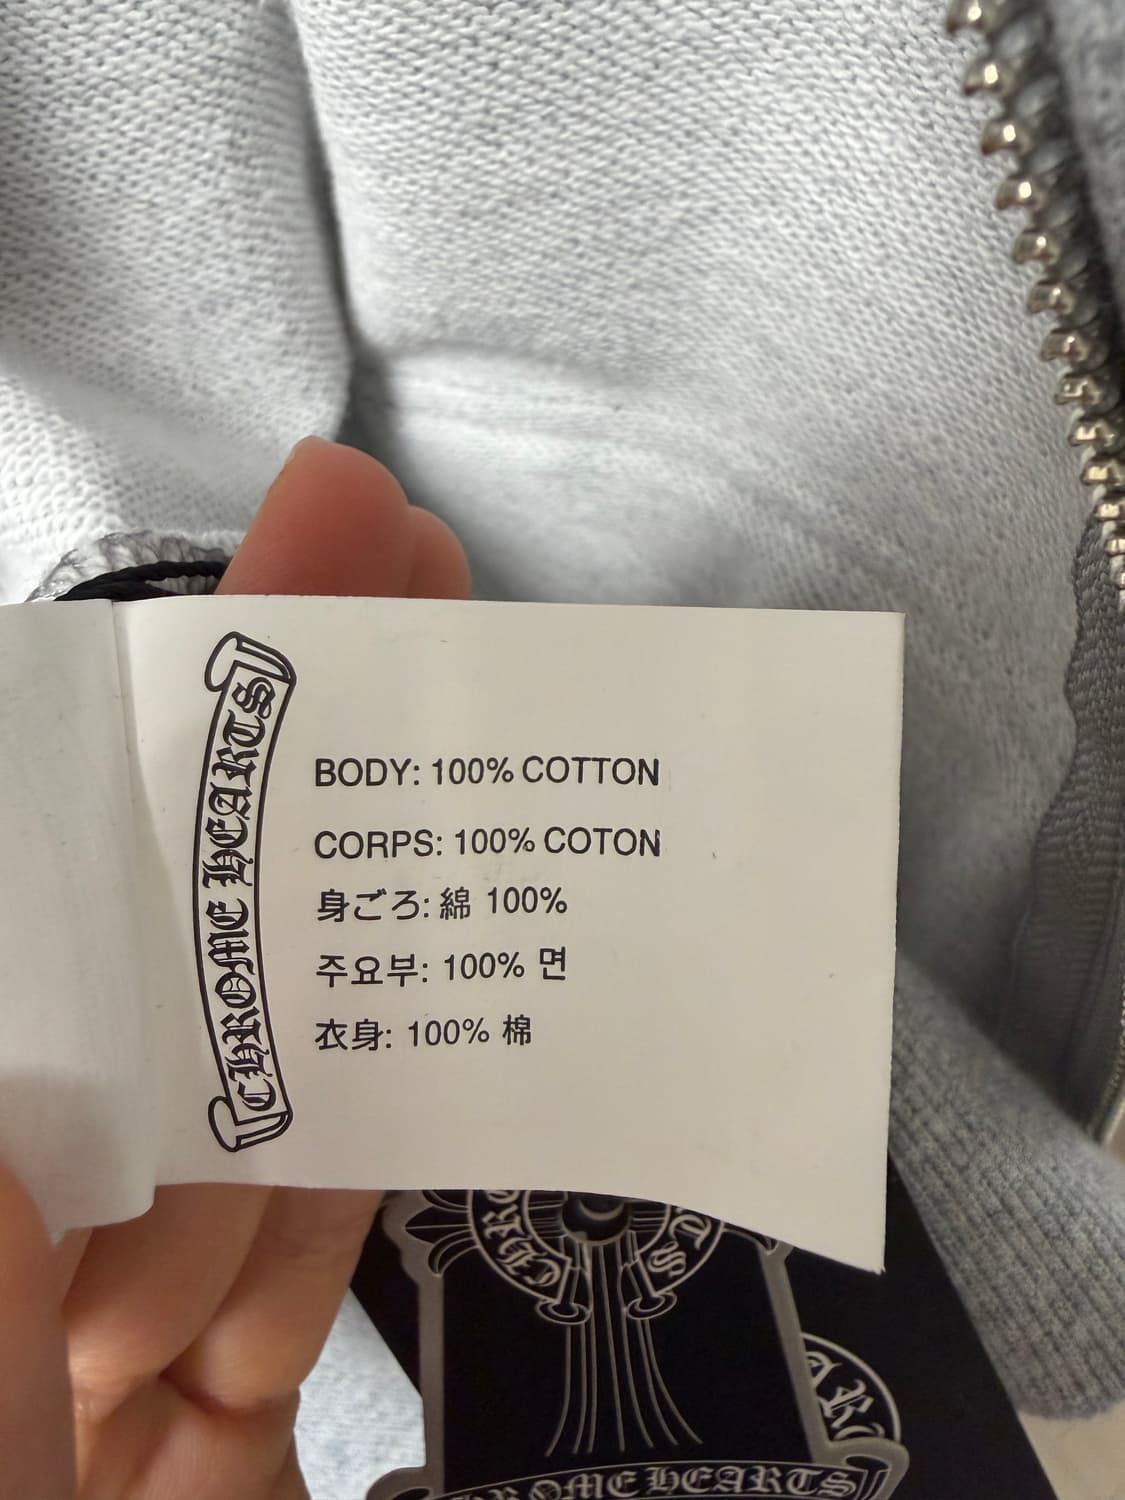 CHROME HEARTS
BODY: 100% COTTON
CORPS: 100% COTON
身ごろ: 綿 100%
주요부: 100% 면
衣身: 100% 棉
CHROME HEARTS